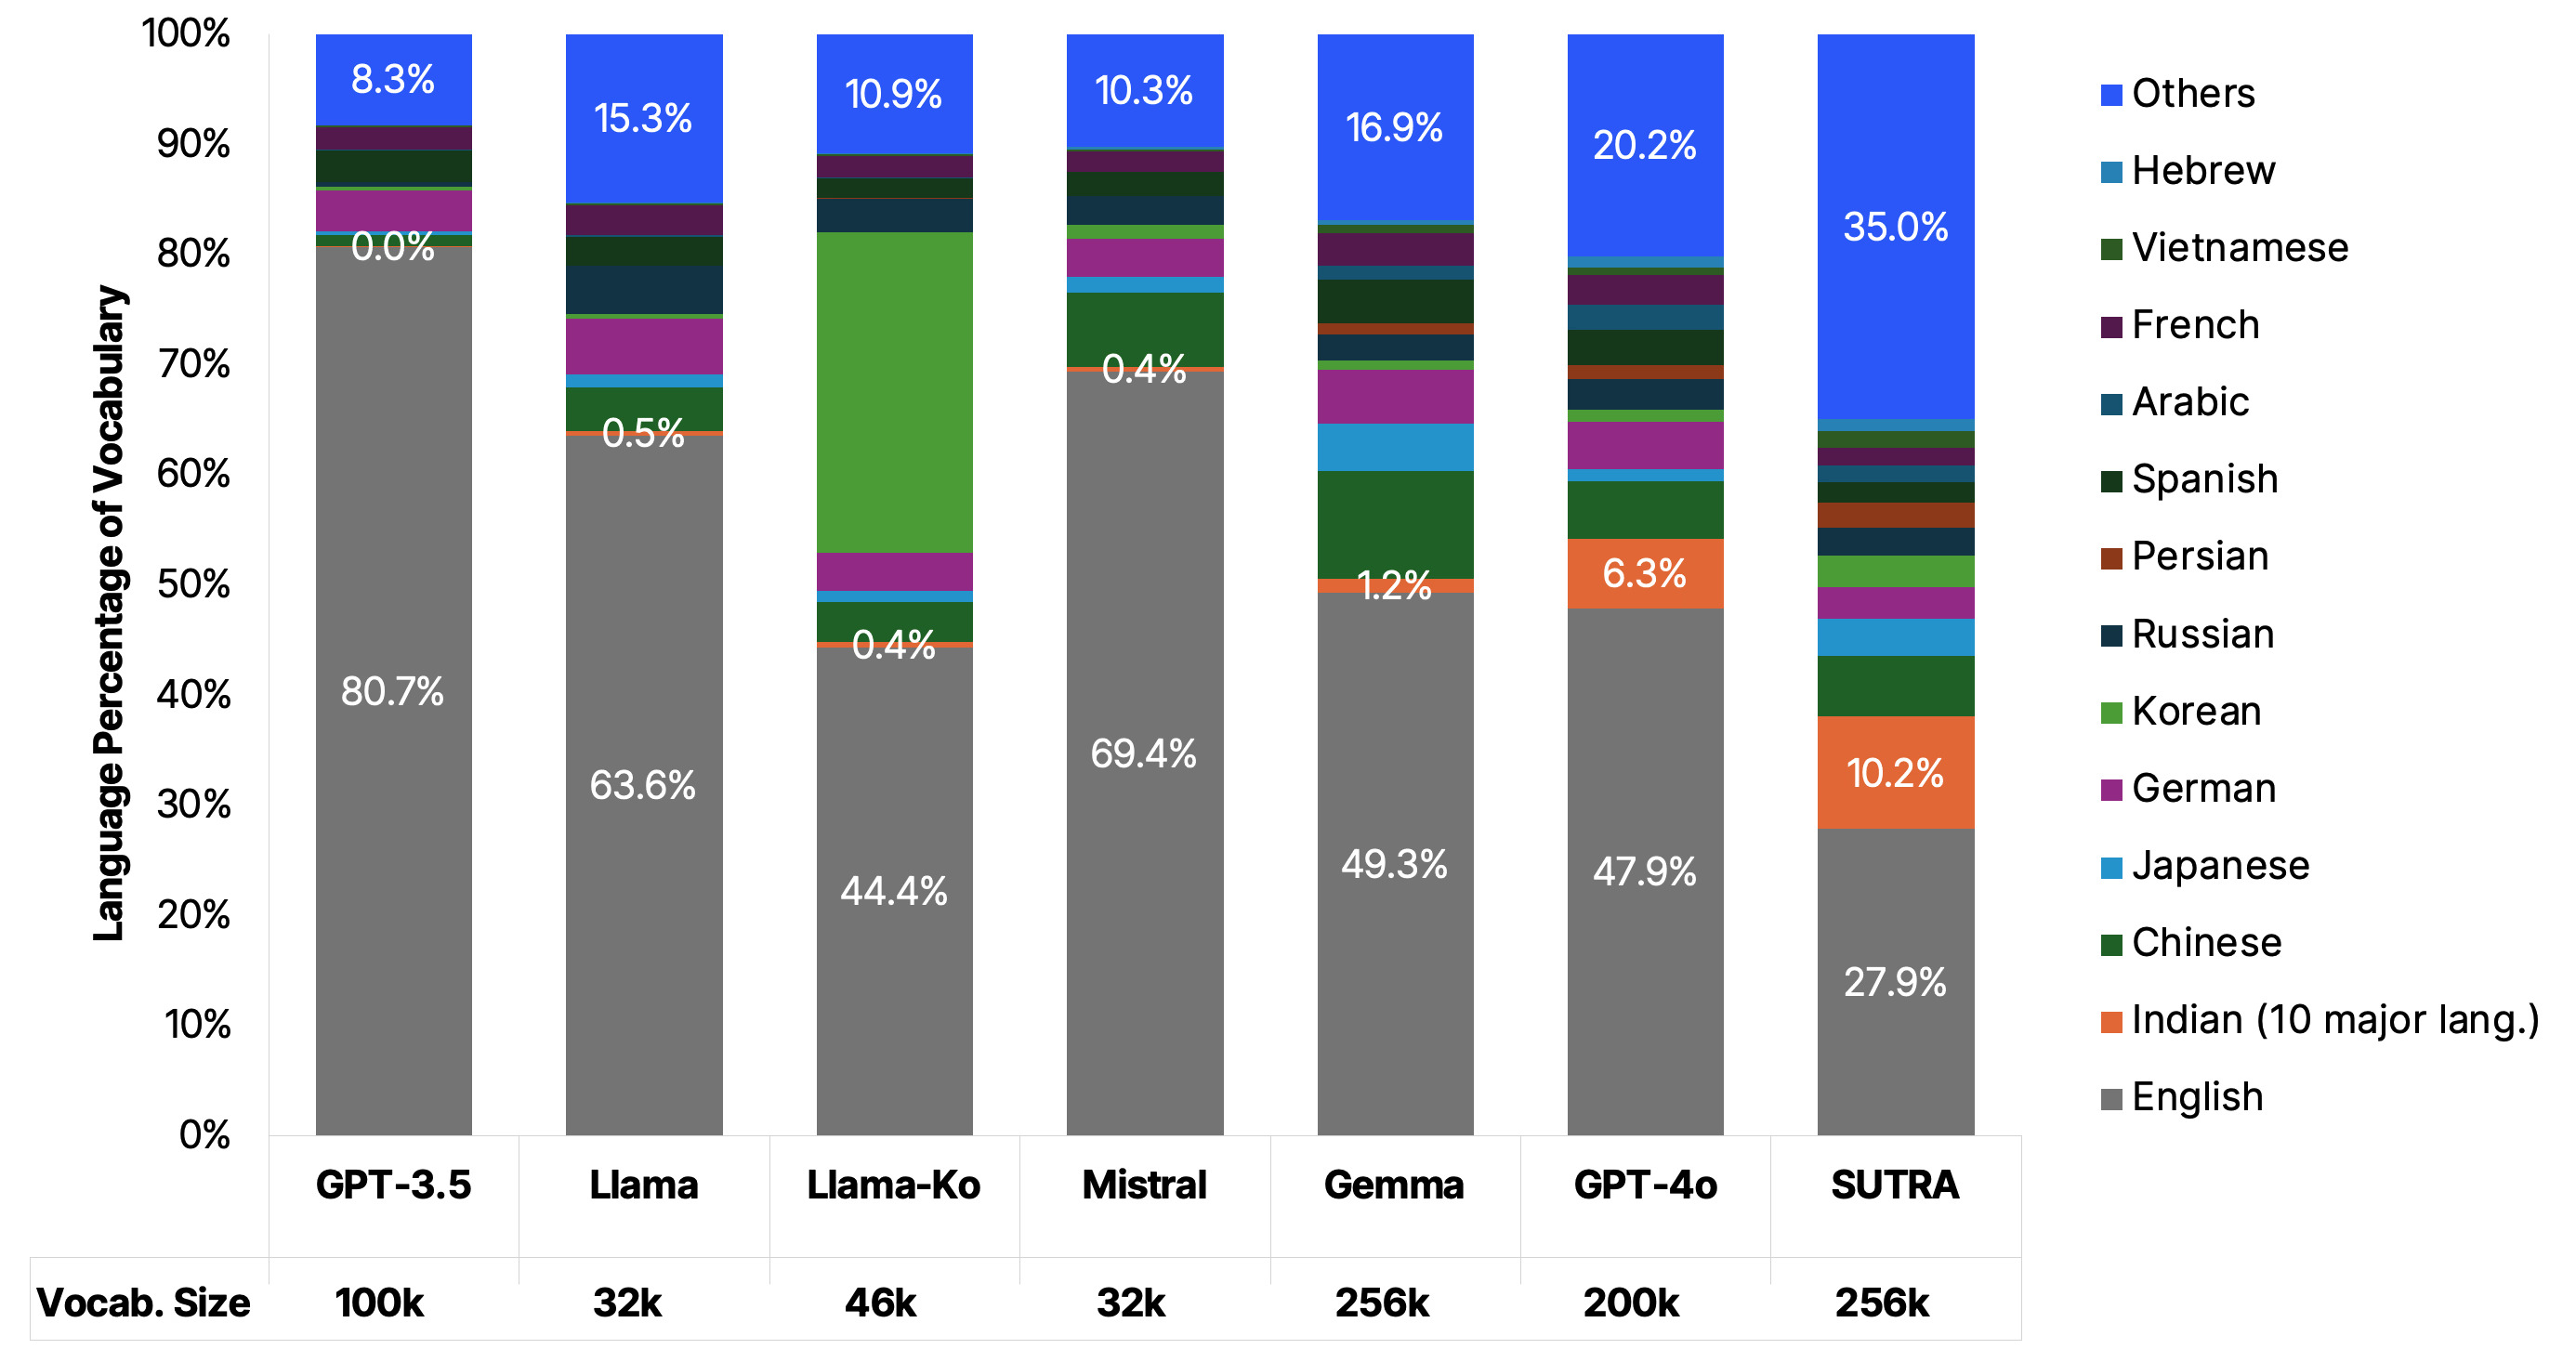 Language Percentage of Vocabulary
100%
90%
80%
70%
60%
50%
40%
30%
20%
10%
0%
8.3%
0.0%
80.7%
15.3%
0.5%
63.6%
10.9%
0.4%
44.4%
10.3%
0.4%
69.4%
16.9%
1.2%
49.3%
20.2%
6.3%
47.9%
35.0%
10.2%
27.9%
GPT-3.5 Llama Llama-Ko Mistral Gemma GPT-4o SUTRA
Vocab. Size 100k 32k 46k 32k 256k 200k 256k
Others
Hebrew
Vietnamese
French
Arabic
Spanish
Persian
Russian
Korean
German
Japanese
Chinese
Indian (10 major lang.)
English